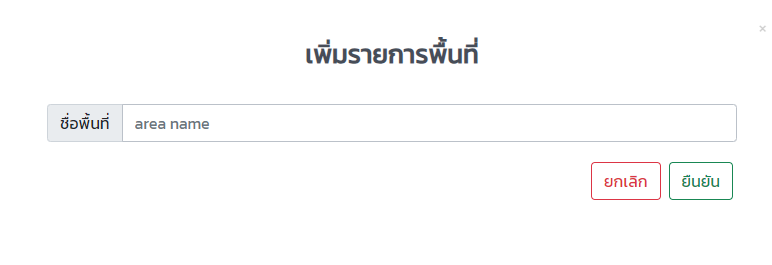 ×
เพิ่มรายการพื้นที่
ชื่อพื้นที่ area name
ยกเลิก ยืนยัน